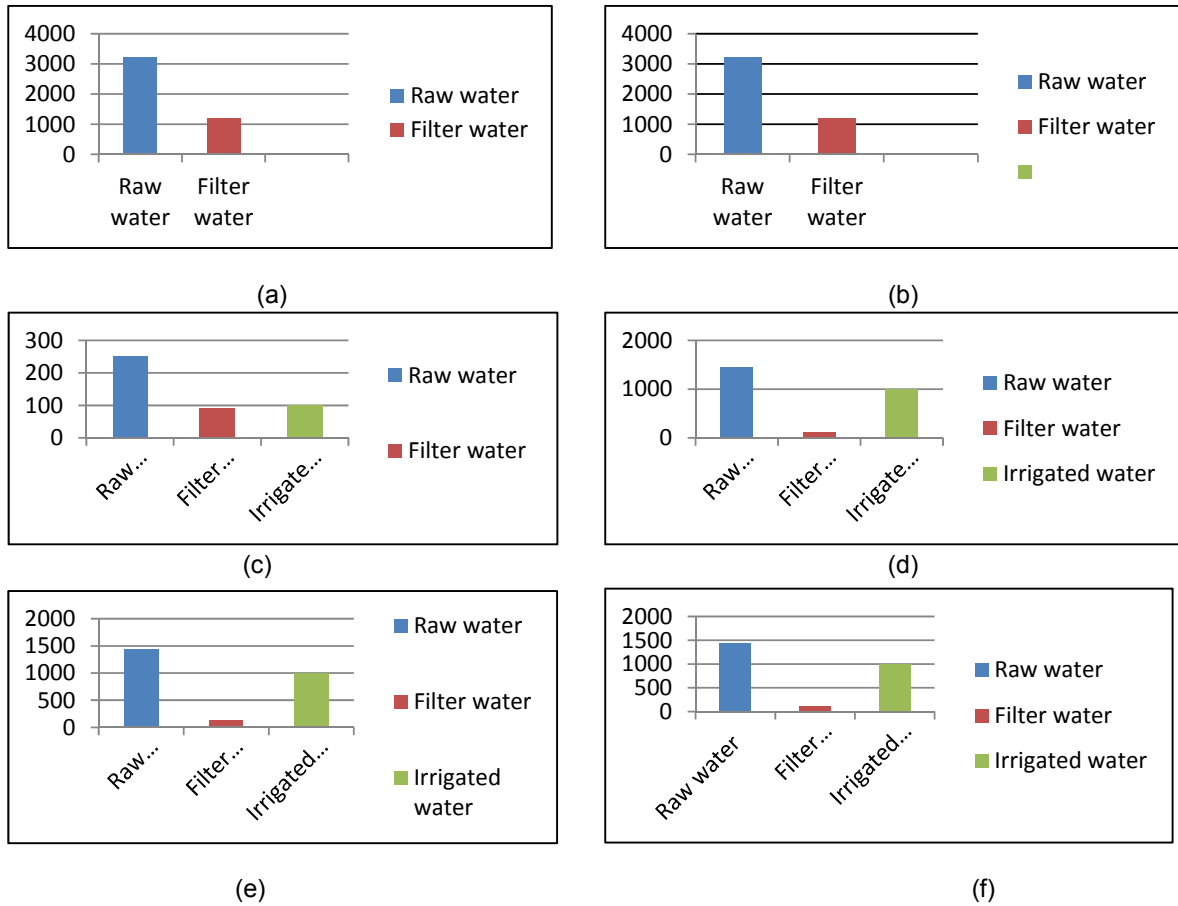 4000
3000
2000
1000
0
Raw
water
Filter
water
Raw water
Filter water
(a)
4000
3000
2000
1000
0
Raw
water
Filter
water
Raw water
Filter water
(b)
300
200
100
0
Raw...
Filter...
Irrigate...
Raw water
Filter water
(c)
2000
1000
0
Raw...
Filter...
Irrigate...
Raw water
Filter water
Irrigated water
(d)
2000
1500
1000
500
0
Raw...
Filter...
Irrigated...
Raw water
Filter water
Irrigated
water
(e)
2000
1500
1000
500
0
Raw water
Filter...
Irrigated...
Raw water
Filter water
Irrigated water
(f)